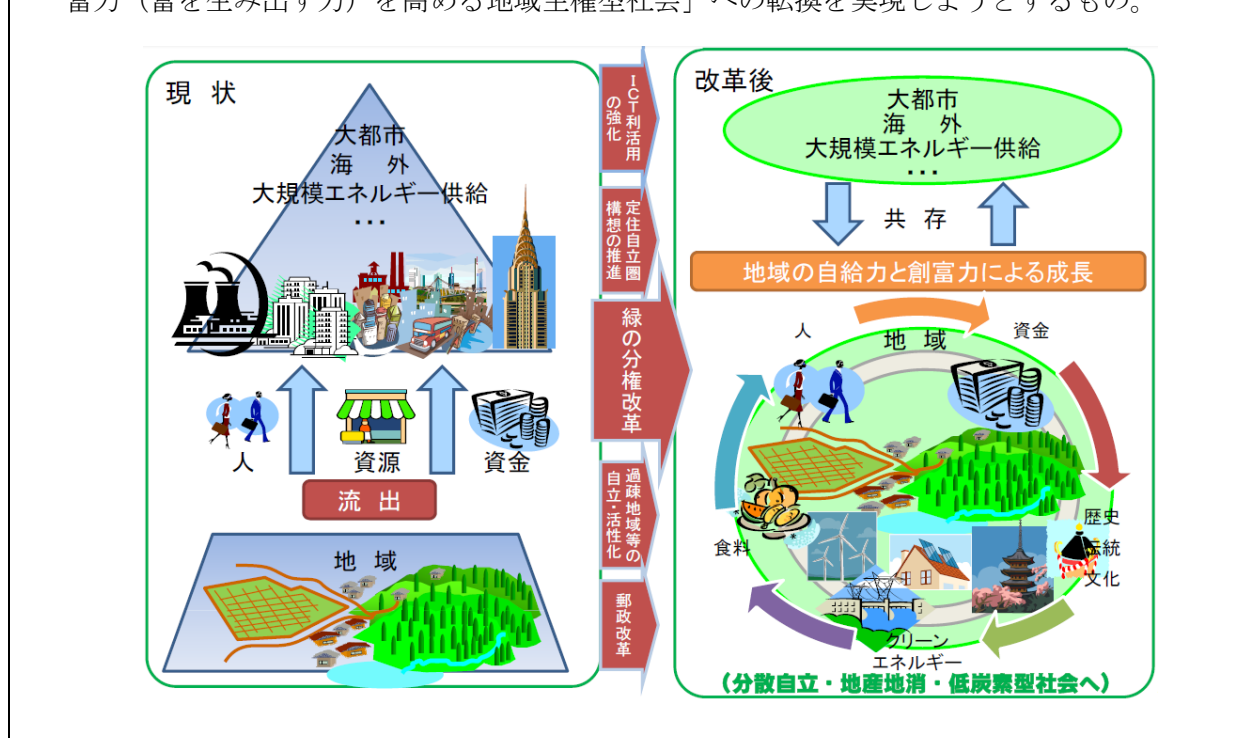 富力（富を生み出す力）を高める地域主権型社会」への転換を実現しようとするもの。
現 状
大都市
海 外
大規模エネルギー供給
・・・
人
資源
資金
流 出
地 域
ICT利活用
の強化
定住自立圏
構想の推進
緑の分権改革
過疎地域等の
自立・活性化
郵政改革
改革後
大都市
海 外
大規模エネルギー供給
・・・
共 存
地域の自給力と創富力による成長
人
地 域
資金
食料
歴史
伝統
文化
クリーン
エネルギー
（分散自立・地産地消・低炭素型社会へ）